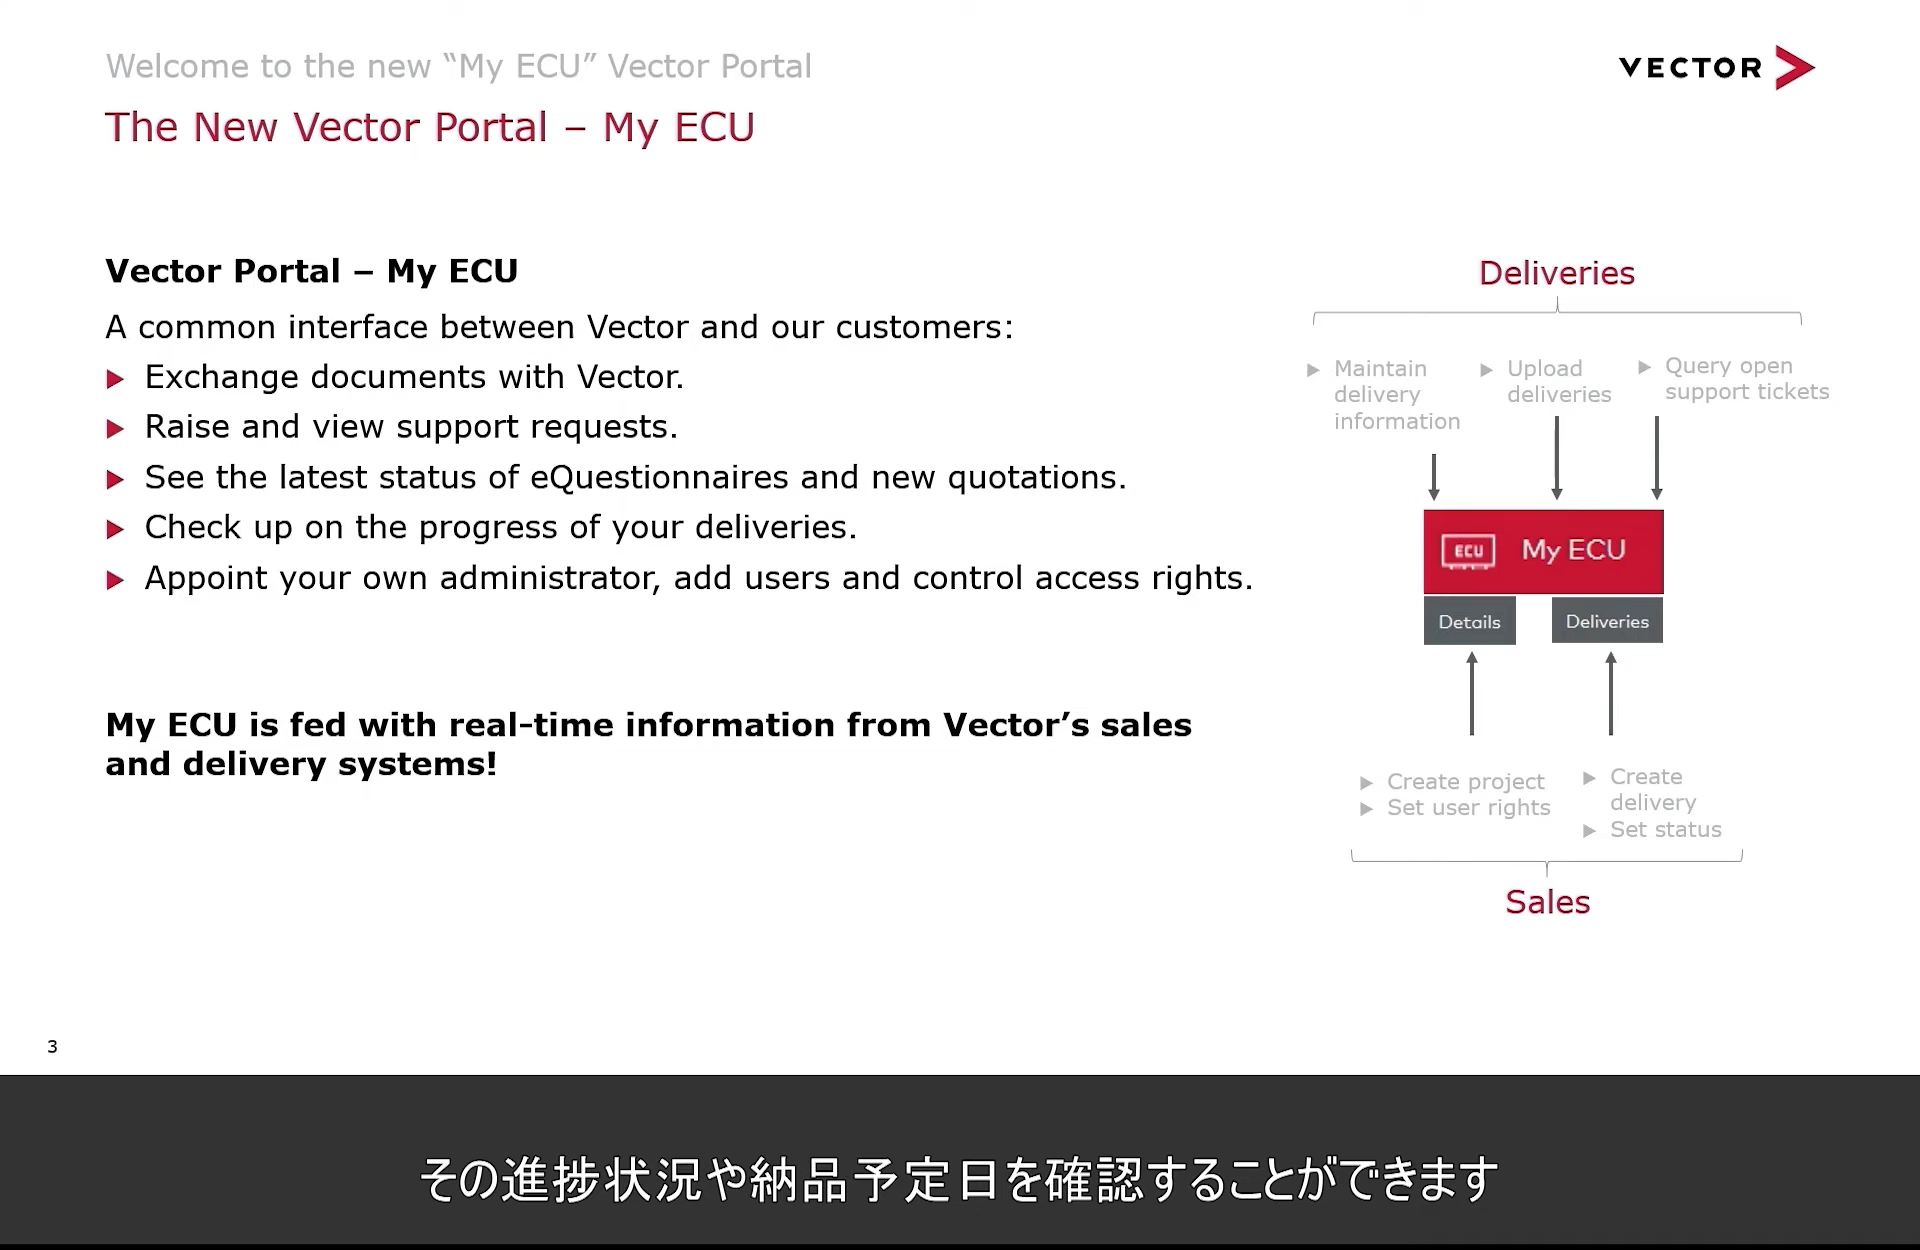 Welcome to the new “My ECU” Vector Portal
VECTOR
The New Vector Portal – My ECU
Vector Portal – My ECU
A common interface between Vector and our customers:
Exchange documents with Vector.
Raise and view support requests.
See the latest status of eQuestionnaires and new quotations.
Check up on the progress of your deliveries.
Appoint your own administrator, add users and control access rights.
My ECU is fed with real-time information from Vector’s sales
and delivery systems!
Deliveries
Maintain
delivery
information
Upload
deliveries
Query open
support tickets
ECU My ECU
Details
Deliveries
Create project
Set user rights
Create
delivery
Set status
Sales
3
その進捗状況や納品予定日を確認することができます